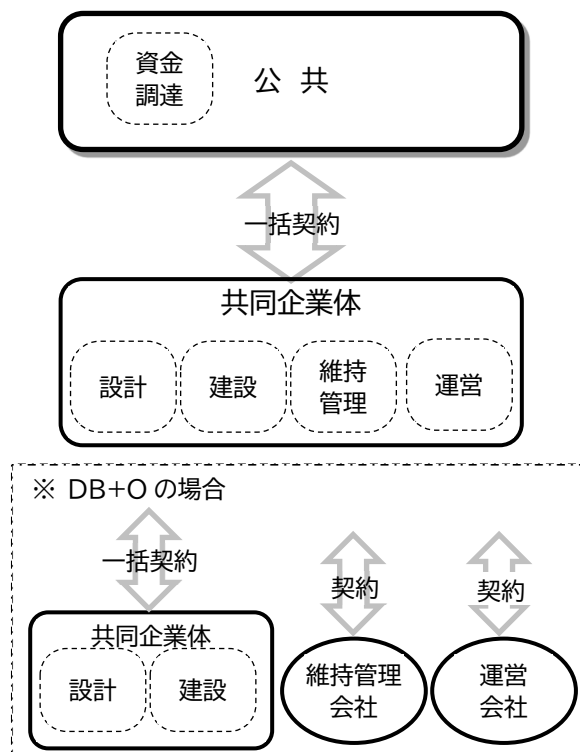 資金
調達
公 共
一括契約
共同企業体
設計
建設
維持
管理
運営
※ DB+O の場合
一括契約
契約
契約
共同企業体
設計
建設
維持管理
会社
運営
会社